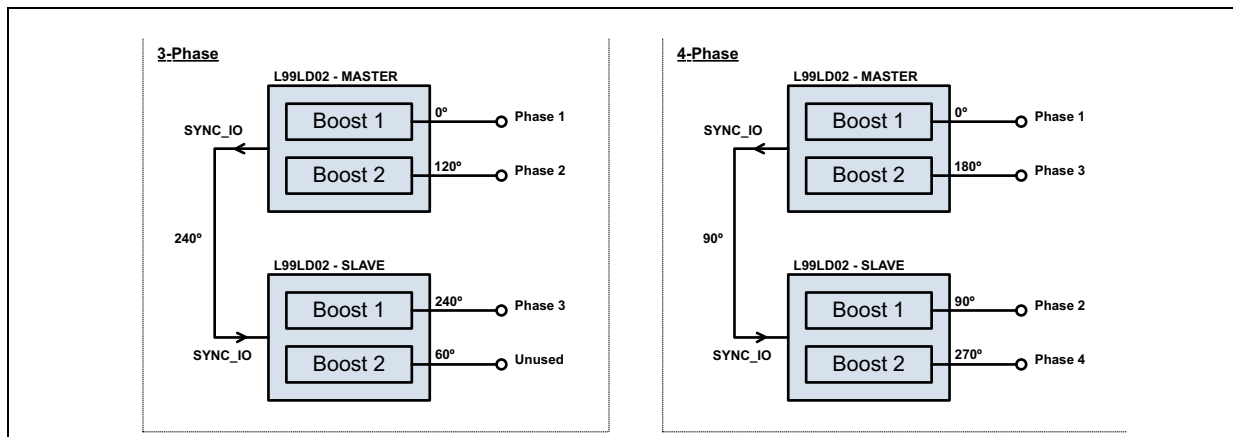 3-Phase
L99LD02 - MASTER
Boost 1
0º
Phase 1
SYNC_IO
Boost 2
120º
Phase 2
240º
L99LD02 - SLAVE
Boost 1
240º
Phase 3
SYNC_IO
Boost 2
60º
Unused
4-Phase
L99LD02 - MASTER
Boost 1
0º
Phase 1
SYNC_IO
Boost 2
180º
Phase 3
90º
L99LD02 - SLAVE
Boost 1
90º
Phase 2
SYNC_IO
Boost 2
270º
Phase 4